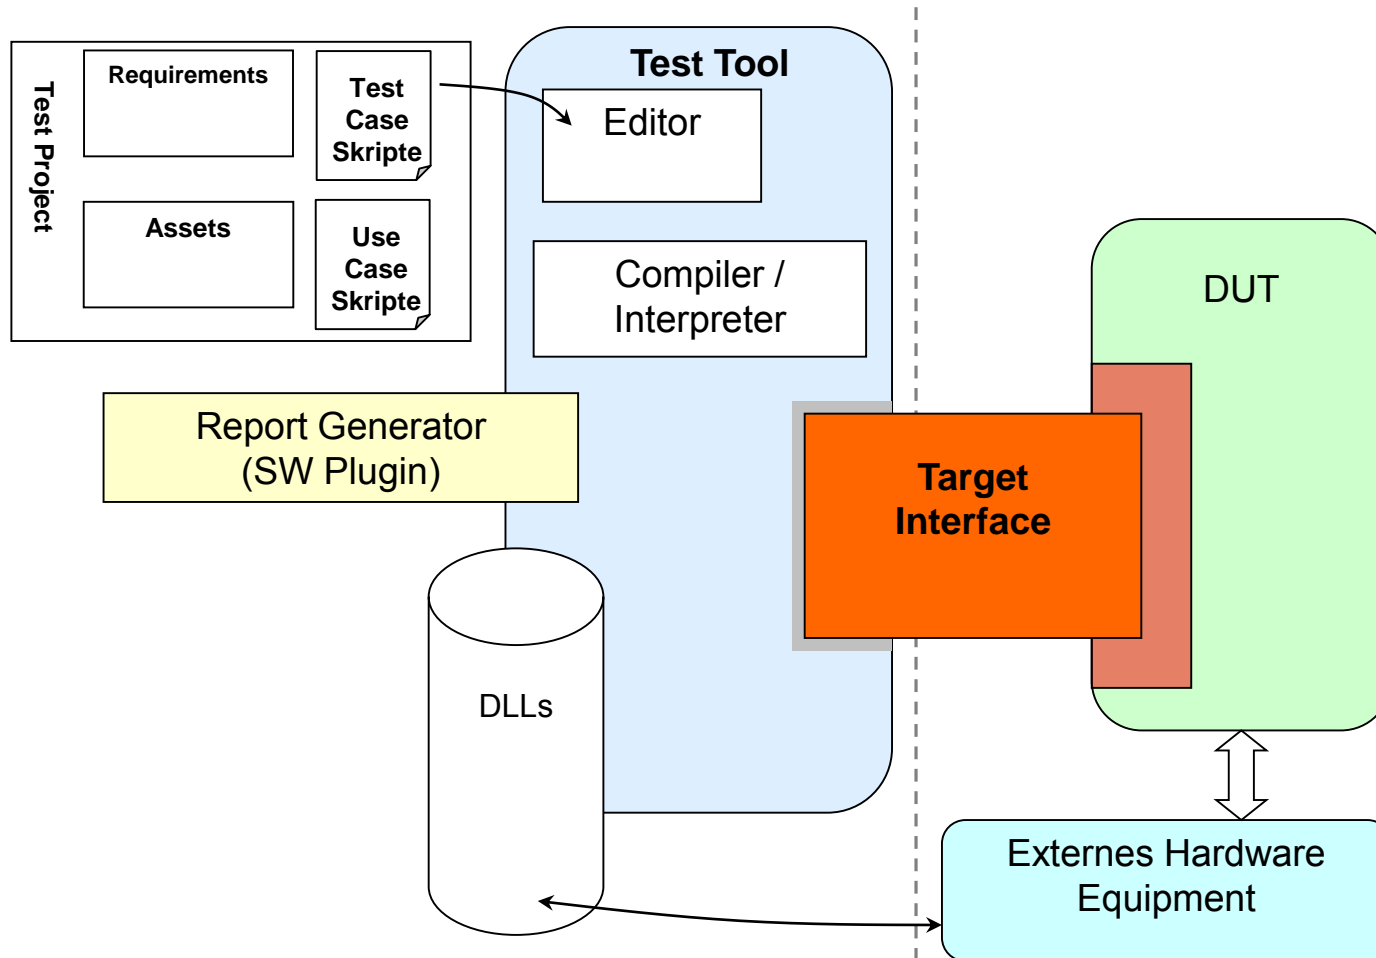 Test Project
Requirements
Test
Case
Skripte
Assets
Use
Case
Skripte
Test Tool
Editor
Compiler /
Interpreter
Report Generator
(SW Plugin)
DLLs
Target
Interface
DUT
Externes Hardware
Equipment